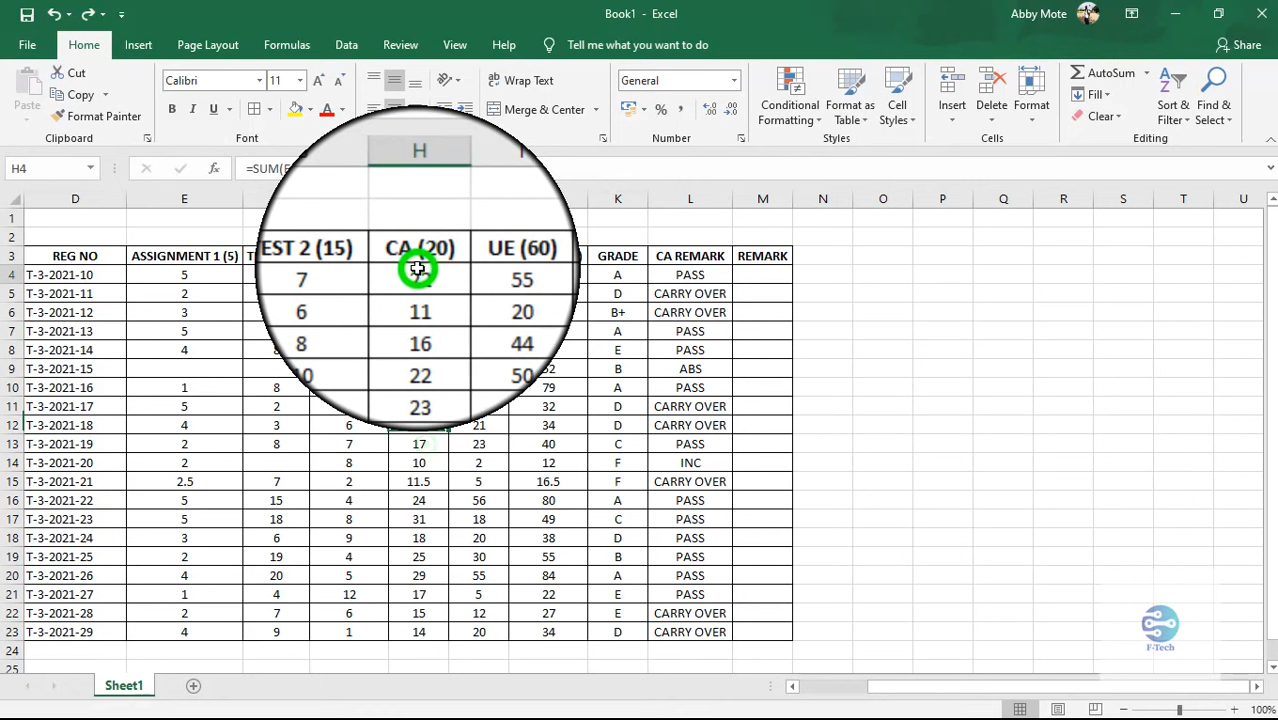 Book1 - Excel
Abby Mote
File Home Insert Page Layout Formulas Data Review View Help Tell me what you want to do Share
Cut
Copy
Format Painter
Paste
Clipboard
Calibri 11
B I U
Font
Wrap Text
Merge & Center
General
Number
Conditional Formatting
Format as Table
Cell Styles
Styles
Insert
Delete
Format
Cells
AutoSum
Fill
Clear
Sort & Filter
Find & Select
Editing
H4 fx =SUM(
D E H K L M N O P Q R S T U
1
2
3 REG NO ASSIGNMENT 1 (5) EST 2 (15) CA (20) UE (60) GRADE CA REMARK REMARK
4 T-3-2021-10 5 7 55 A PASS
5 T-3-2021-11 2 6 11 20 D CARRY OVER
6 T-3-2021-12 3 8 16 44 B+ CARRY OVER
7 T-3-2021-13 5 22 50 A PASS
8 T-3-2021-14 4 23 E PASS
9 T-3-2021-15 B ABS
10 T-3-2021-16 1 8 79 A PASS
11 T-3-2021-17 5 2 32 D CARRY OVER
12 T-3-2021-18 4 3 6 21 34 D CARRY OVER
13 T-3-2021-19 2 8 7 17 23 40 C PASS
14 T-3-2021-20 2 8 10 2 12 F INC
15 T-3-2021-21 2.5 7 2 11.5 5 16.5 F CARRY OVER
16 T-3-2021-22 5 15 4 24 56 80 A PASS
17 T-3-2021-23 5 18 8 31 18 49 C PASS
18 T-3-2021-24 3 6 9 18 20 38 D PASS
19 T-3-2021-25 2 19 4 25 30 55 B PASS
20 T-3-2021-26 4 20 5 29 55 84 A PASS
21 T-3-2021-27 1 4 12 17 5 22 E PASS
22 T-3-2021-28 2 7 6 15 12 27 E CARRY OVER
23 T-3-2021-29 4 9 1 14 20 34 D CARRY OVER
24
25
F-Tech
Sheet1
100%